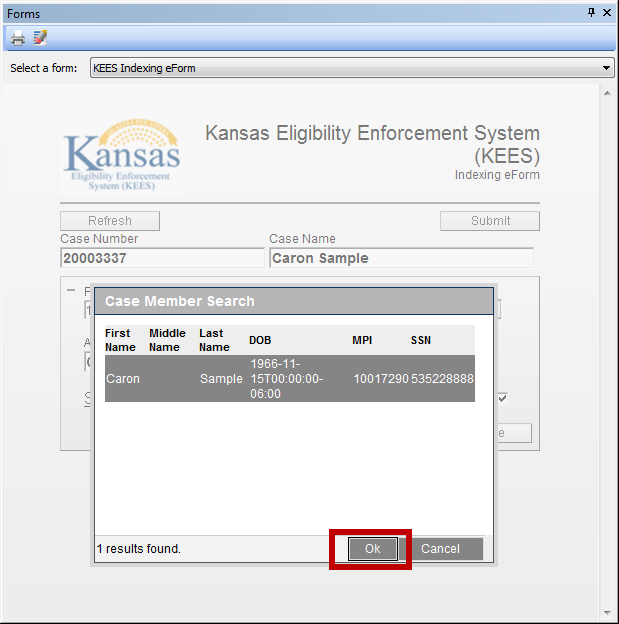 Forms
Select a form: KEES Indexing eForm
Kansas
Eligibility Enforcement
System (KEES)
Kansas Eligibility Enforcement System
(KEES)
Indexing eForm
Refresh Submit
Case Number Case Name
20003337 Caron Sample
Case Member Search
First Name Middle Name Last Name DOB MPI SSN
Caron Sample 1966-11-15T00:00:00-06:00 10017290 535228888
1 results found. Ok Cancel